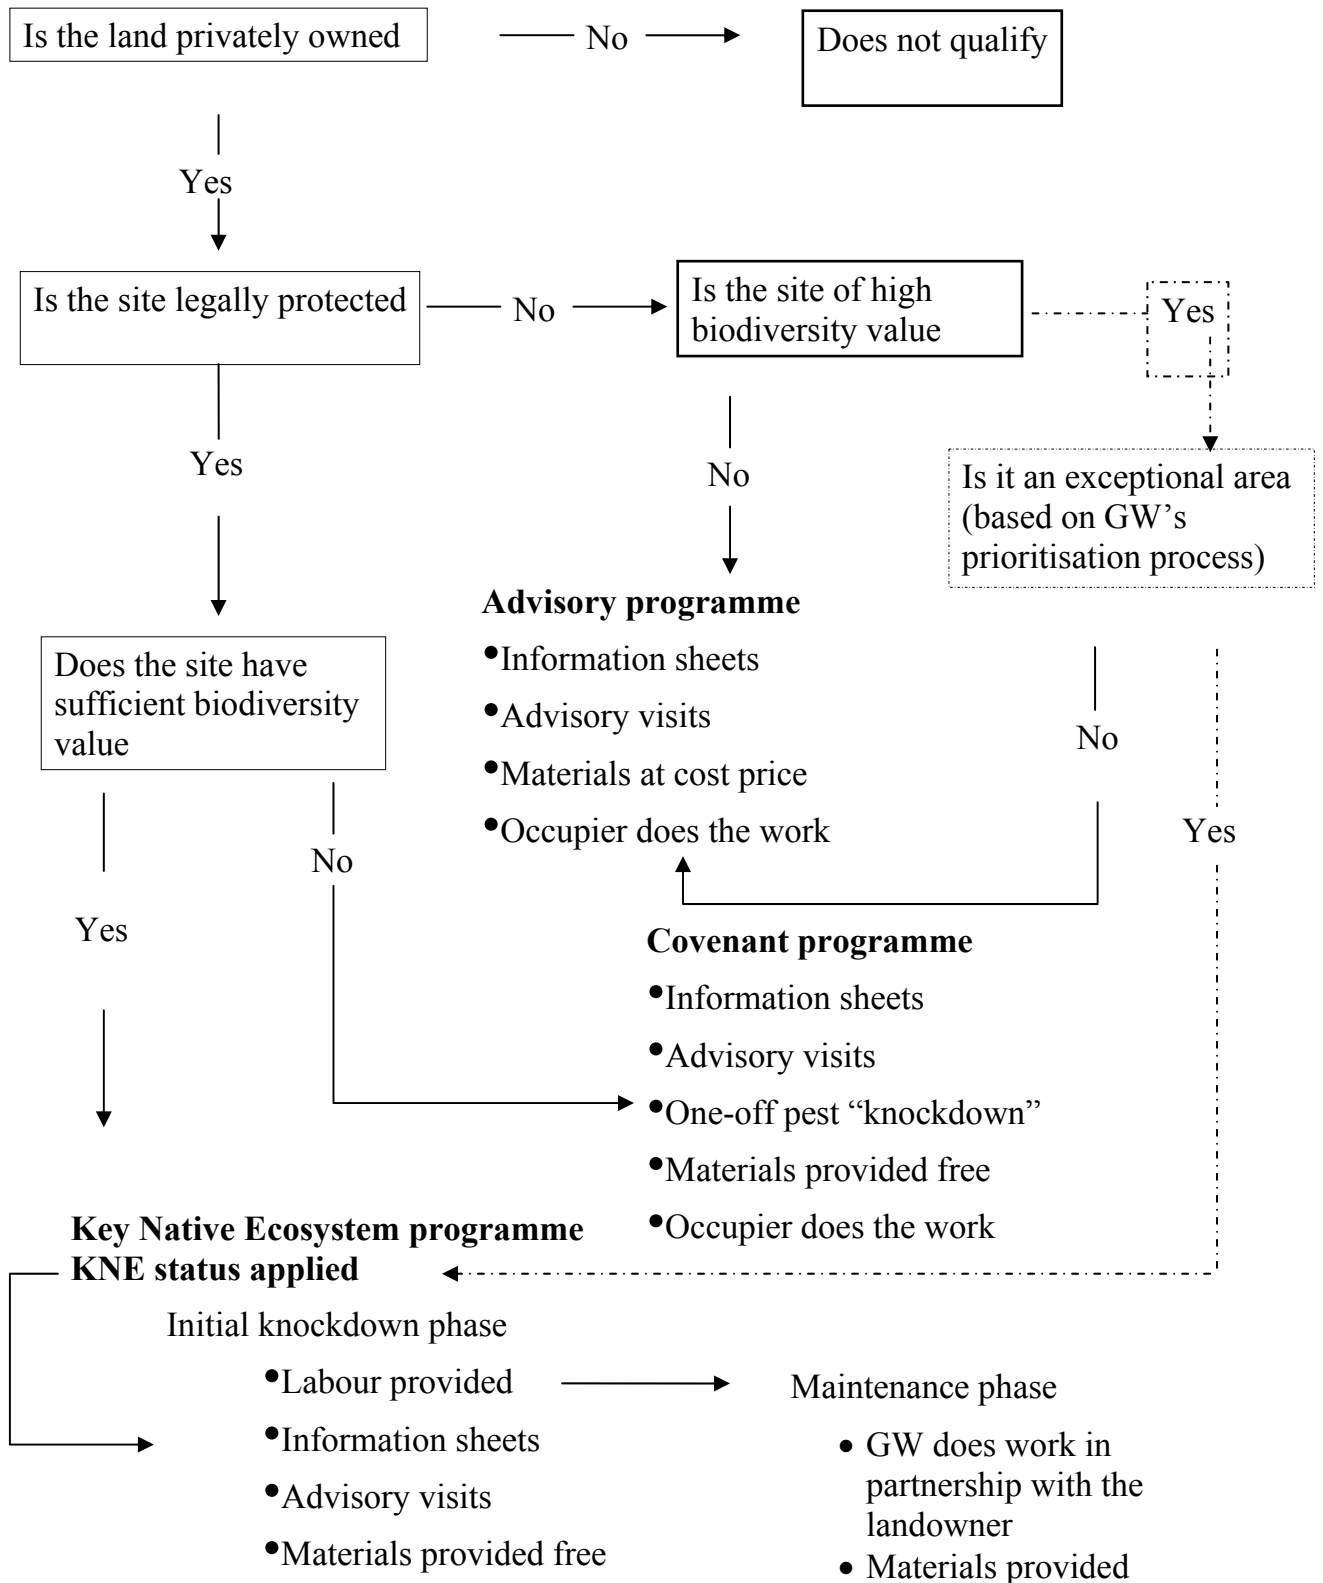 Is the land privately owned
No
Does not qualify
Yes
Is the site legally protected
No
Is the site of high
biodiversity value
Yes
Yes
No
Is it an exceptional area
(based on GW’s
prioritisation process)
Advisory programme
•Information sheets
•Advisory visits
•Materials at cost price
•Occupier does the work
Does the site have
sufficient biodiversity
value
No
Yes
No
Yes
Covenant programme
•Information sheets
•Advisory visits
•One-off pest “knockdown”
•Materials provided free
•Occupier does the work
Key Native Ecosystem programme
KNE status applied
Initial knockdown phase
•Labour provided
•Information sheets
•Advisory visits
•Materials provided free
Maintenance phase
• GW does work in
partnership with the
landowner
• Materials provided